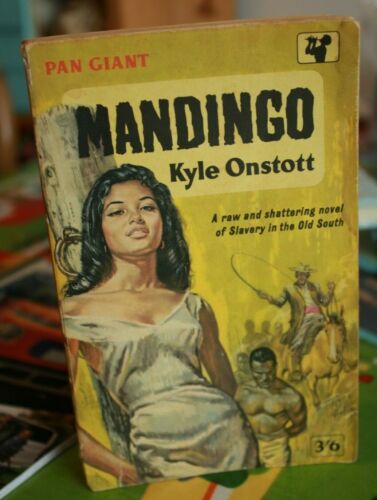 PAN GIANT
MANDINGO
Kyle Onstott
A raw and shattering novel
of Slavery in the Old South
3'6